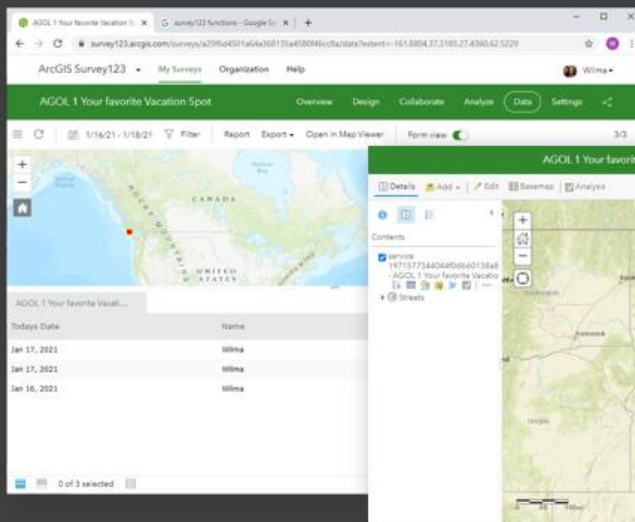 AGOL 1 Your favorite Vacation S
survey123 functions - Google S
survey123.arcgis.com/surveys/
ArcGIS Survey123
My Surveys
Organization
Help
Wilma
AGOL 1 Your favorite Vacation Spot
Overview
Design
Collaborate
Analyze
Data
Settings
1/16/21 - 1/18/21
Filter
Report
Export
Open in Map Viewer
Form view
3/3
CANADA
ROCKY MOUNTAINS
UNITED
STATES
AGOL 1 Your favorite Vacati...
Todays Date
Name
Jan 17, 2021
Wilma
Jan 17, 2021
Wilma
Jan 16, 2021
Wilma
0 of 3 selected
AGOL 1 Your favorit
Details
Add
Edit
Basemap
Analysis
Contents
service
- AGOL 1 Your favorite Vacatio
Streets
Kennewick
Oregon